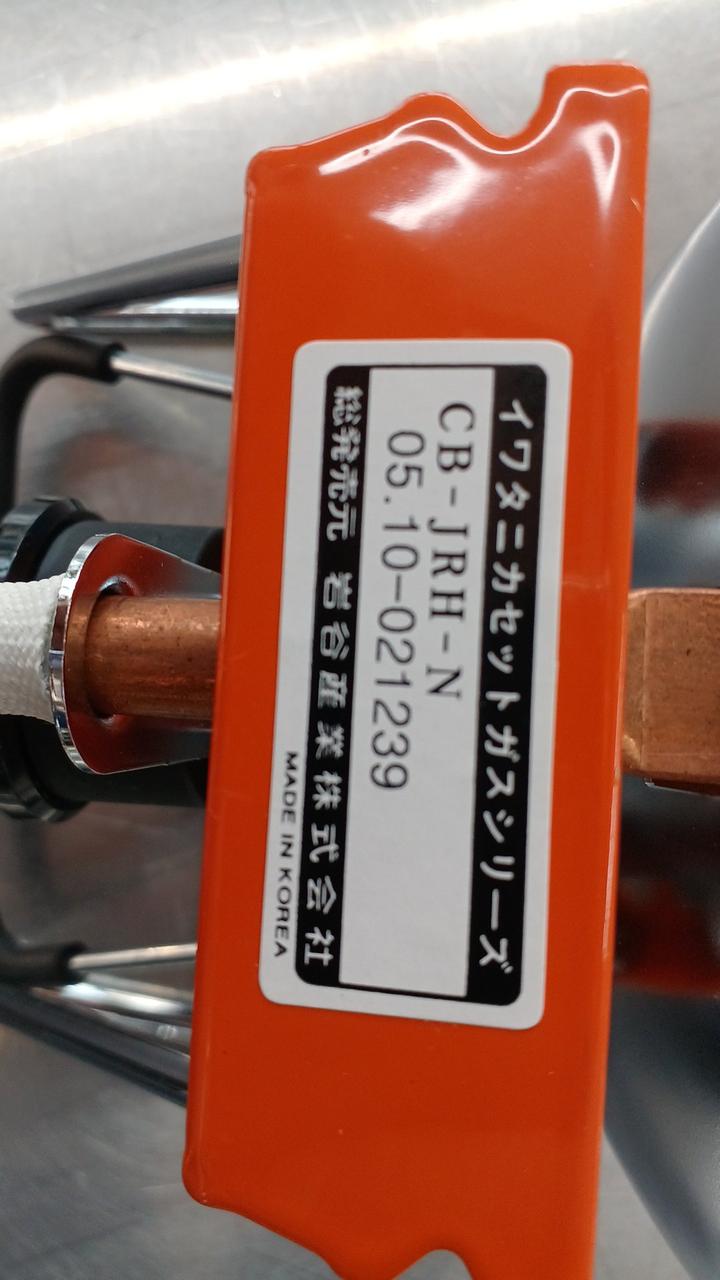 イワタニカセットガスシリーズ
CB-JRH-N
05.10-021239
総発売元 岩谷産業株式会社
MADE IN KOREA